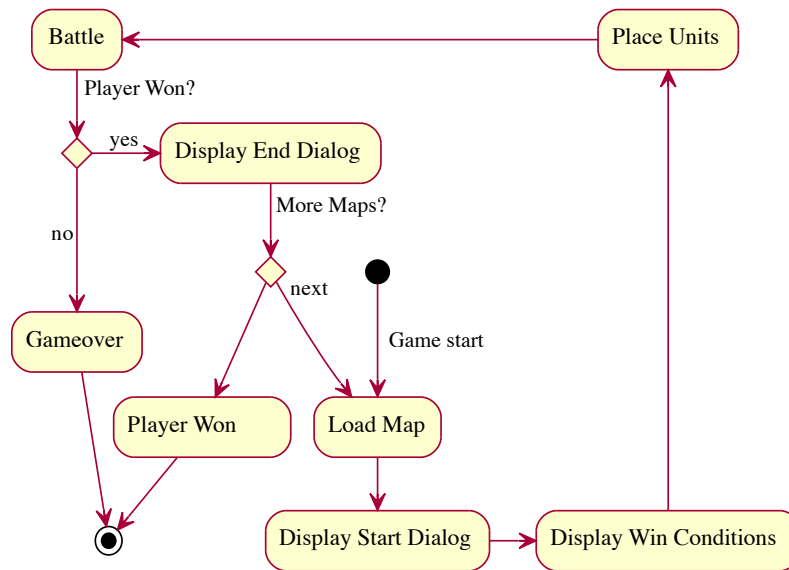 Battle
Place Units
Player Won?
yes
Display End Dialog
More Maps?
no
next
Gameover
Game start
Player Won
Load Map
Display Start Dialog
Display Win Conditions